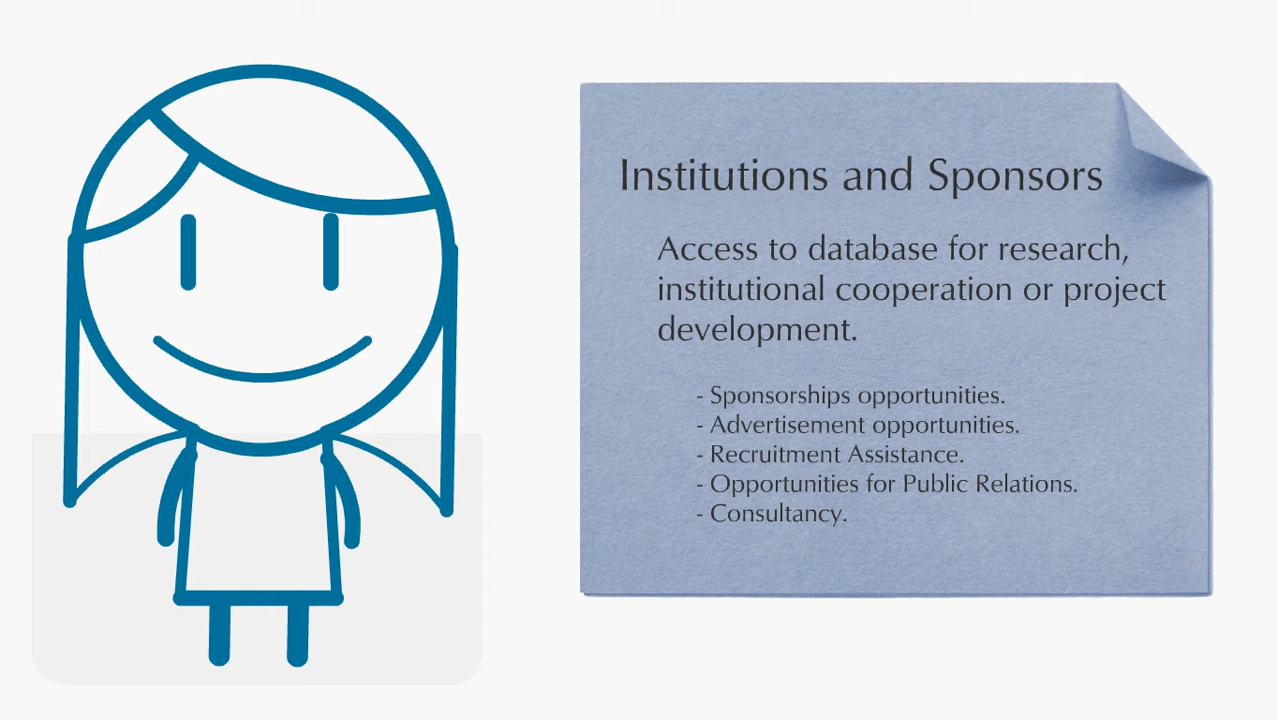 Institutions and Sponsors
Access to database for research,
institutional cooperation or project
development.
- Sponsorships opportunities.
- Advertisement opportunities.
- Recruitment Assistance.
- Opportunities for Public Relations.
- Consultancy.